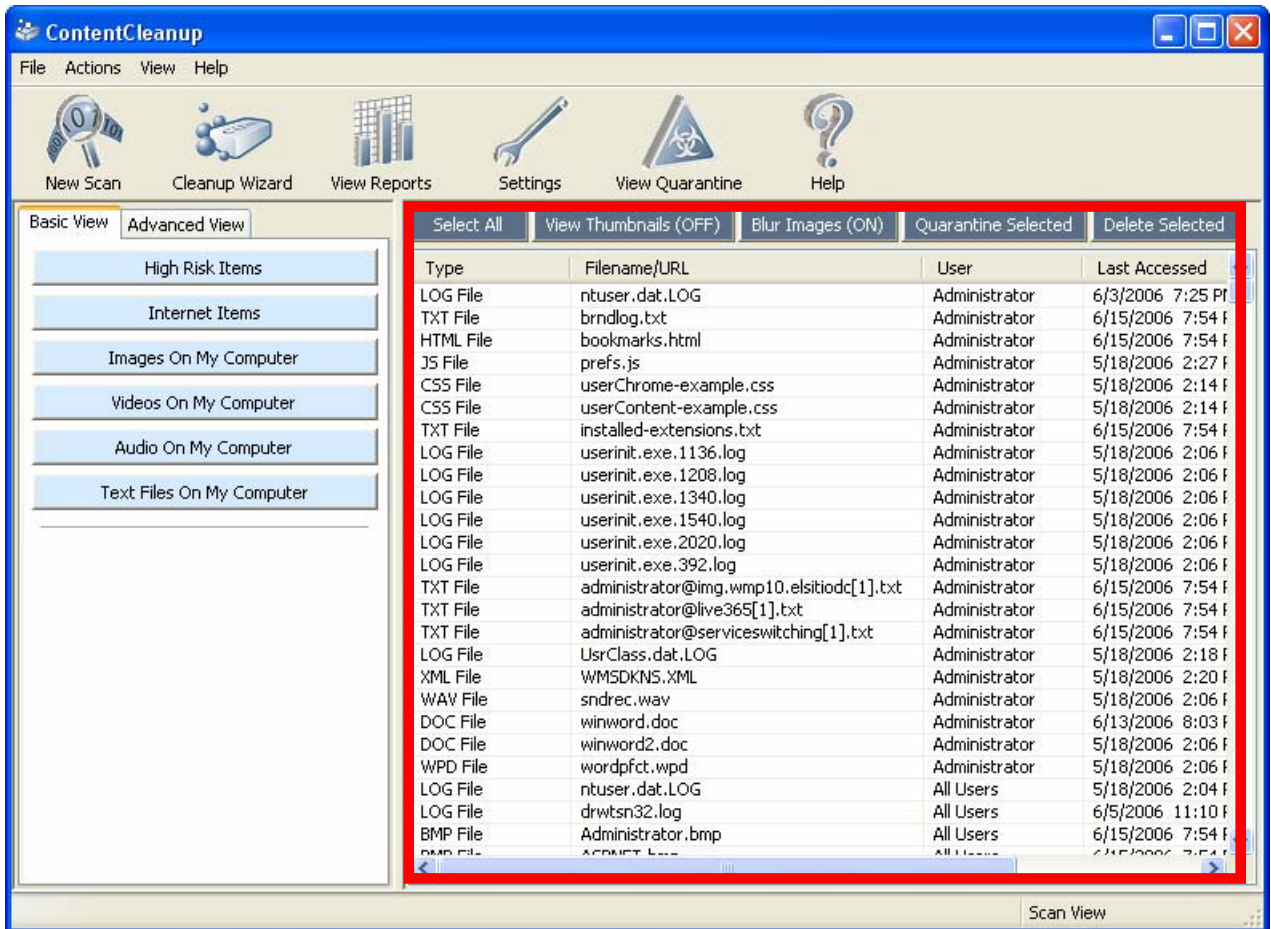 ContentCleanup
File Actions View Help
New Scan Cleanup Wizard View Reports Settings View Quarantine Help
Basic View Advanced View
High Risk Items
Internet Items
Images On My Computer
Videos On My Computer
Audio On My Computer
Text Files On My Computer
Select All View Thumbnails (OFF) Blur Images (ON) Quarantine Selected Delete Selected
Type Filename/URL User Last Accessed
LOG File ntuser.dat.LOG Administrator 6/3/2006 7:25
TXT File brndlog.txt Administrator 6/15/2006 7:54
HTML File bookmarks.html Administrator 6/15/2006 7:54
JS File prefs.js Administrator 5/18/2006 2:27
CSS File userChrome-example.css Administrator 5/18/2006 2:14
CSS File userContent-example.css Administrator 5/18/2006 2:14
TXT File installed-extensions.txt Administrator 6/15/2006 7:54
LOG File userinit.exe.1136.log Administrator 5/18/2006 2:06
LOG File userinit.exe.1208.log Administrator 5/18/2006 2:06
LOG File userinit.exe.1340.log Administrator 5/18/2006 2:06
LOG File userinit.exe.1540.log Administrator 5/18/2006 2:06
LOG File userinit.exe.2020.log Administrator 5/18/2006 2:06
LOG File userinit.exe.392.log Administrator 5/18/2006 2:06
TXT File administrator@img.wmp10.elsitiodc[1].txt Administrator 6/15/2006 7:54
TXT File administrator@live365[1].txt Administrator 6/15/2006 7:54
TXT File administrator@serviceswitching[1].txt Administrator 6/15/2006 7:54
LOG File UsrClass.dat.LOG Administrator 5/18/2006 2:18
XML File WMSDKNS.XML Administrator 5/18/2006 2:20
WAV File sndrec.wav Administrator 5/18/2006 2:06
DOC File winword.doc Administrator 6/13/2006 8:03
DOC File winword2.doc Administrator 5/18/2006 2:06
WPD File wordpfct.wpd Administrator 5/18/2006 2:06
LOG File ntuser.dat.LOG All Users 5/18/2006 2:04
LOG File drwtsn32.log All Users 6/5/2006 11:10
BMP File Administrator.bmp All Users 6/15/2006 7:54
Scan View